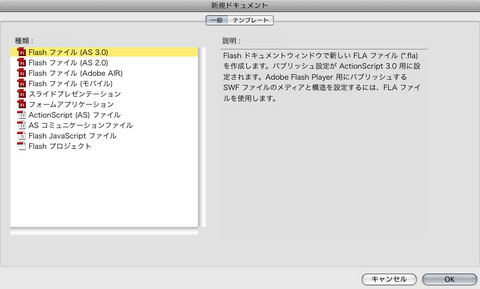 新規ドキュメント
一般 テンプレート
種類 :
Flash ファイル (AS 3.0)
Flash ファイル (AS 2.0)
Flash ファイル (Adobe AIR)
Flash ファイル (モバイル)
スライドプレゼンテーション
フォームアプリケーション
ActionScript (AS) ファイル
AS コミュニケーションファイル
Flash JavaScript ファイル
Flash プロジェクト
説明 :
Flash ドキュメントウィンドウで新しい FLA ファイル (*.fla)
を作成します。パブリッシュ設定が ActionScript 3.0 用に設
定されます。Adobe Flash Player 用にパブリッシュする
SWF ファイルのメディアと構造を設定するには、FLA ファイ
ルを使用します。
キャンセル OK